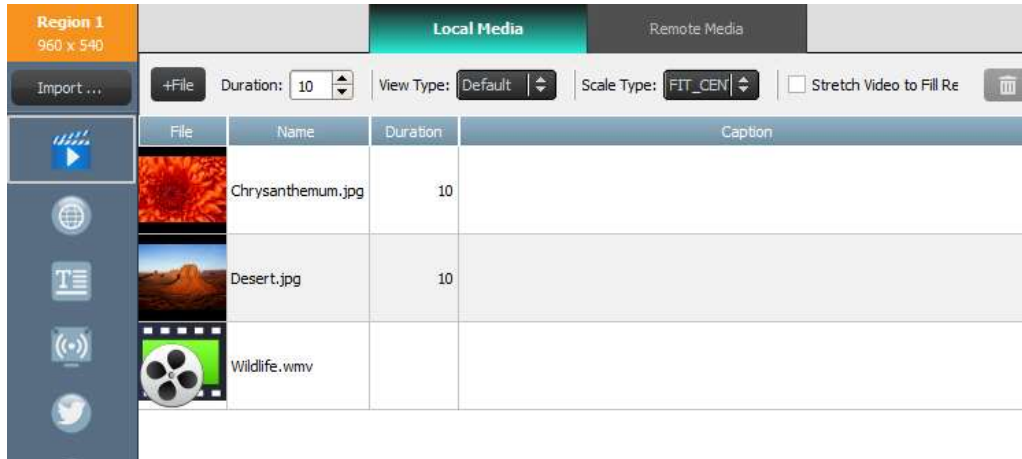 Region 1
960 x 540
Local Media
Remote Media
Import ...
+File
Duration: 10
View Type: Default
Scale Type: FIT_CEN
Stretch Video to Fill Re
File
Name
Duration
Caption
Chrysanthemum.jpg
10
Desert.jpg
10
Wildlife.wmv
T